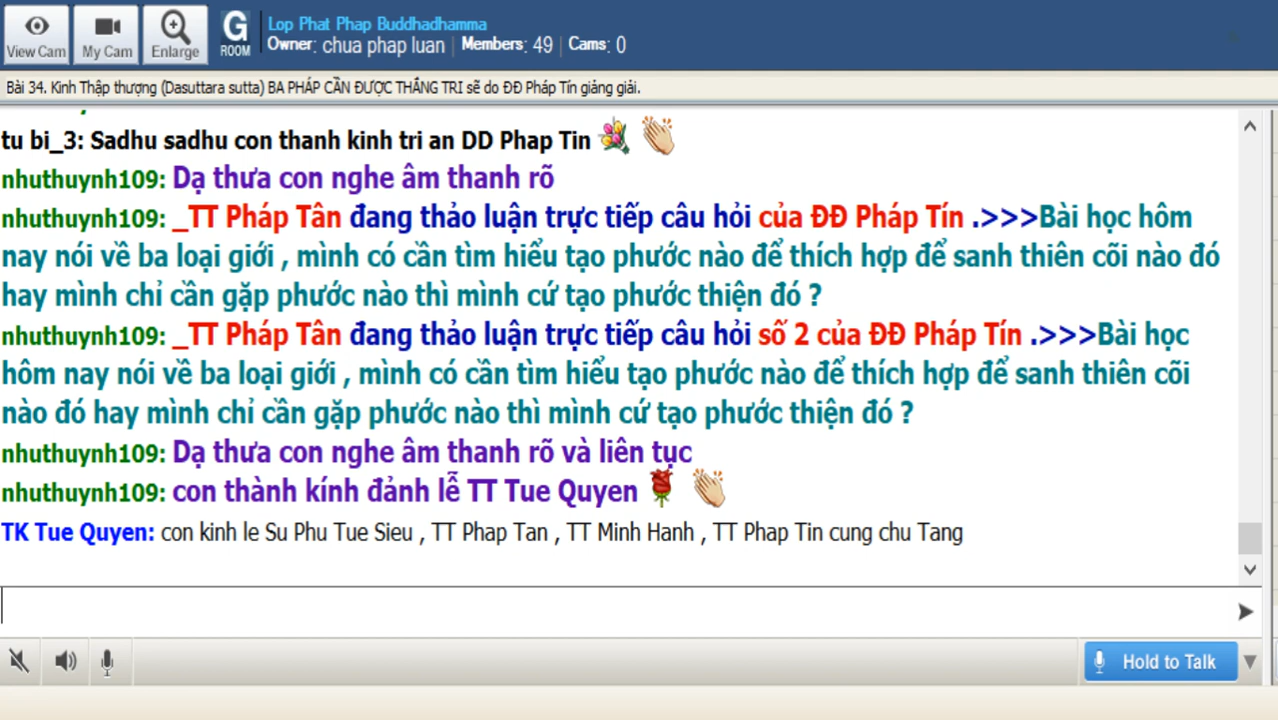 View Cam
My Cam
Enlarge
G
ROOM
Lop Phat Phap Buddhadhamma
Owner: chua phap luan | Members: 49 | Cams: 0
Bài 34. Kinh Thập thượng (Dasuttara sutta) BA PHÁP CẦN ĐƯỢC THẮNG TRI sẽ do ĐĐ Pháp Tín giảng giải.
tu bi_3: Sadhu sadhu con thanh kinh tri an DD Phap Tin
nhuthuynh109: Dạ thưa con nghe âm thanh rõ
nhuthuynh109: _TT Pháp Tân đang thảo luận trực tiếp câu hỏi của ĐĐ Pháp Tín .>>>Bài học hôm
nay nói về ba loại giới , mình có cần tìm hiểu tạo phước nào để thích hợp để sanh thiên cõi nào đó
hay mình chỉ cần gặp phước nào thì mình cứ tạo phước thiện đó ?
nhuthuynh109: _TT Pháp Tân đang thảo luận trực tiếp câu hỏi số 2 của ĐĐ Pháp Tín .>>>Bài học
hôm nay nói về ba loại giới , mình có cần tìm hiểu tạo phước nào để thích hợp để sanh thiên cõi
nào đó hay mình chỉ cần gặp phước nào thì mình cứ tạo phước thiện đó ?
nhuthuynh109: Dạ thưa con nghe âm thanh rõ và liên tục
nhuthuynh109: con thành kính đảnh lễ TT Tue Quyen
TK Tue Quyen: con kinh le Su Phu Tue Sieu , TT Phap Tan , TT Minh Hanh , TT Phap Tin cung chu Tang
Hold to Talk